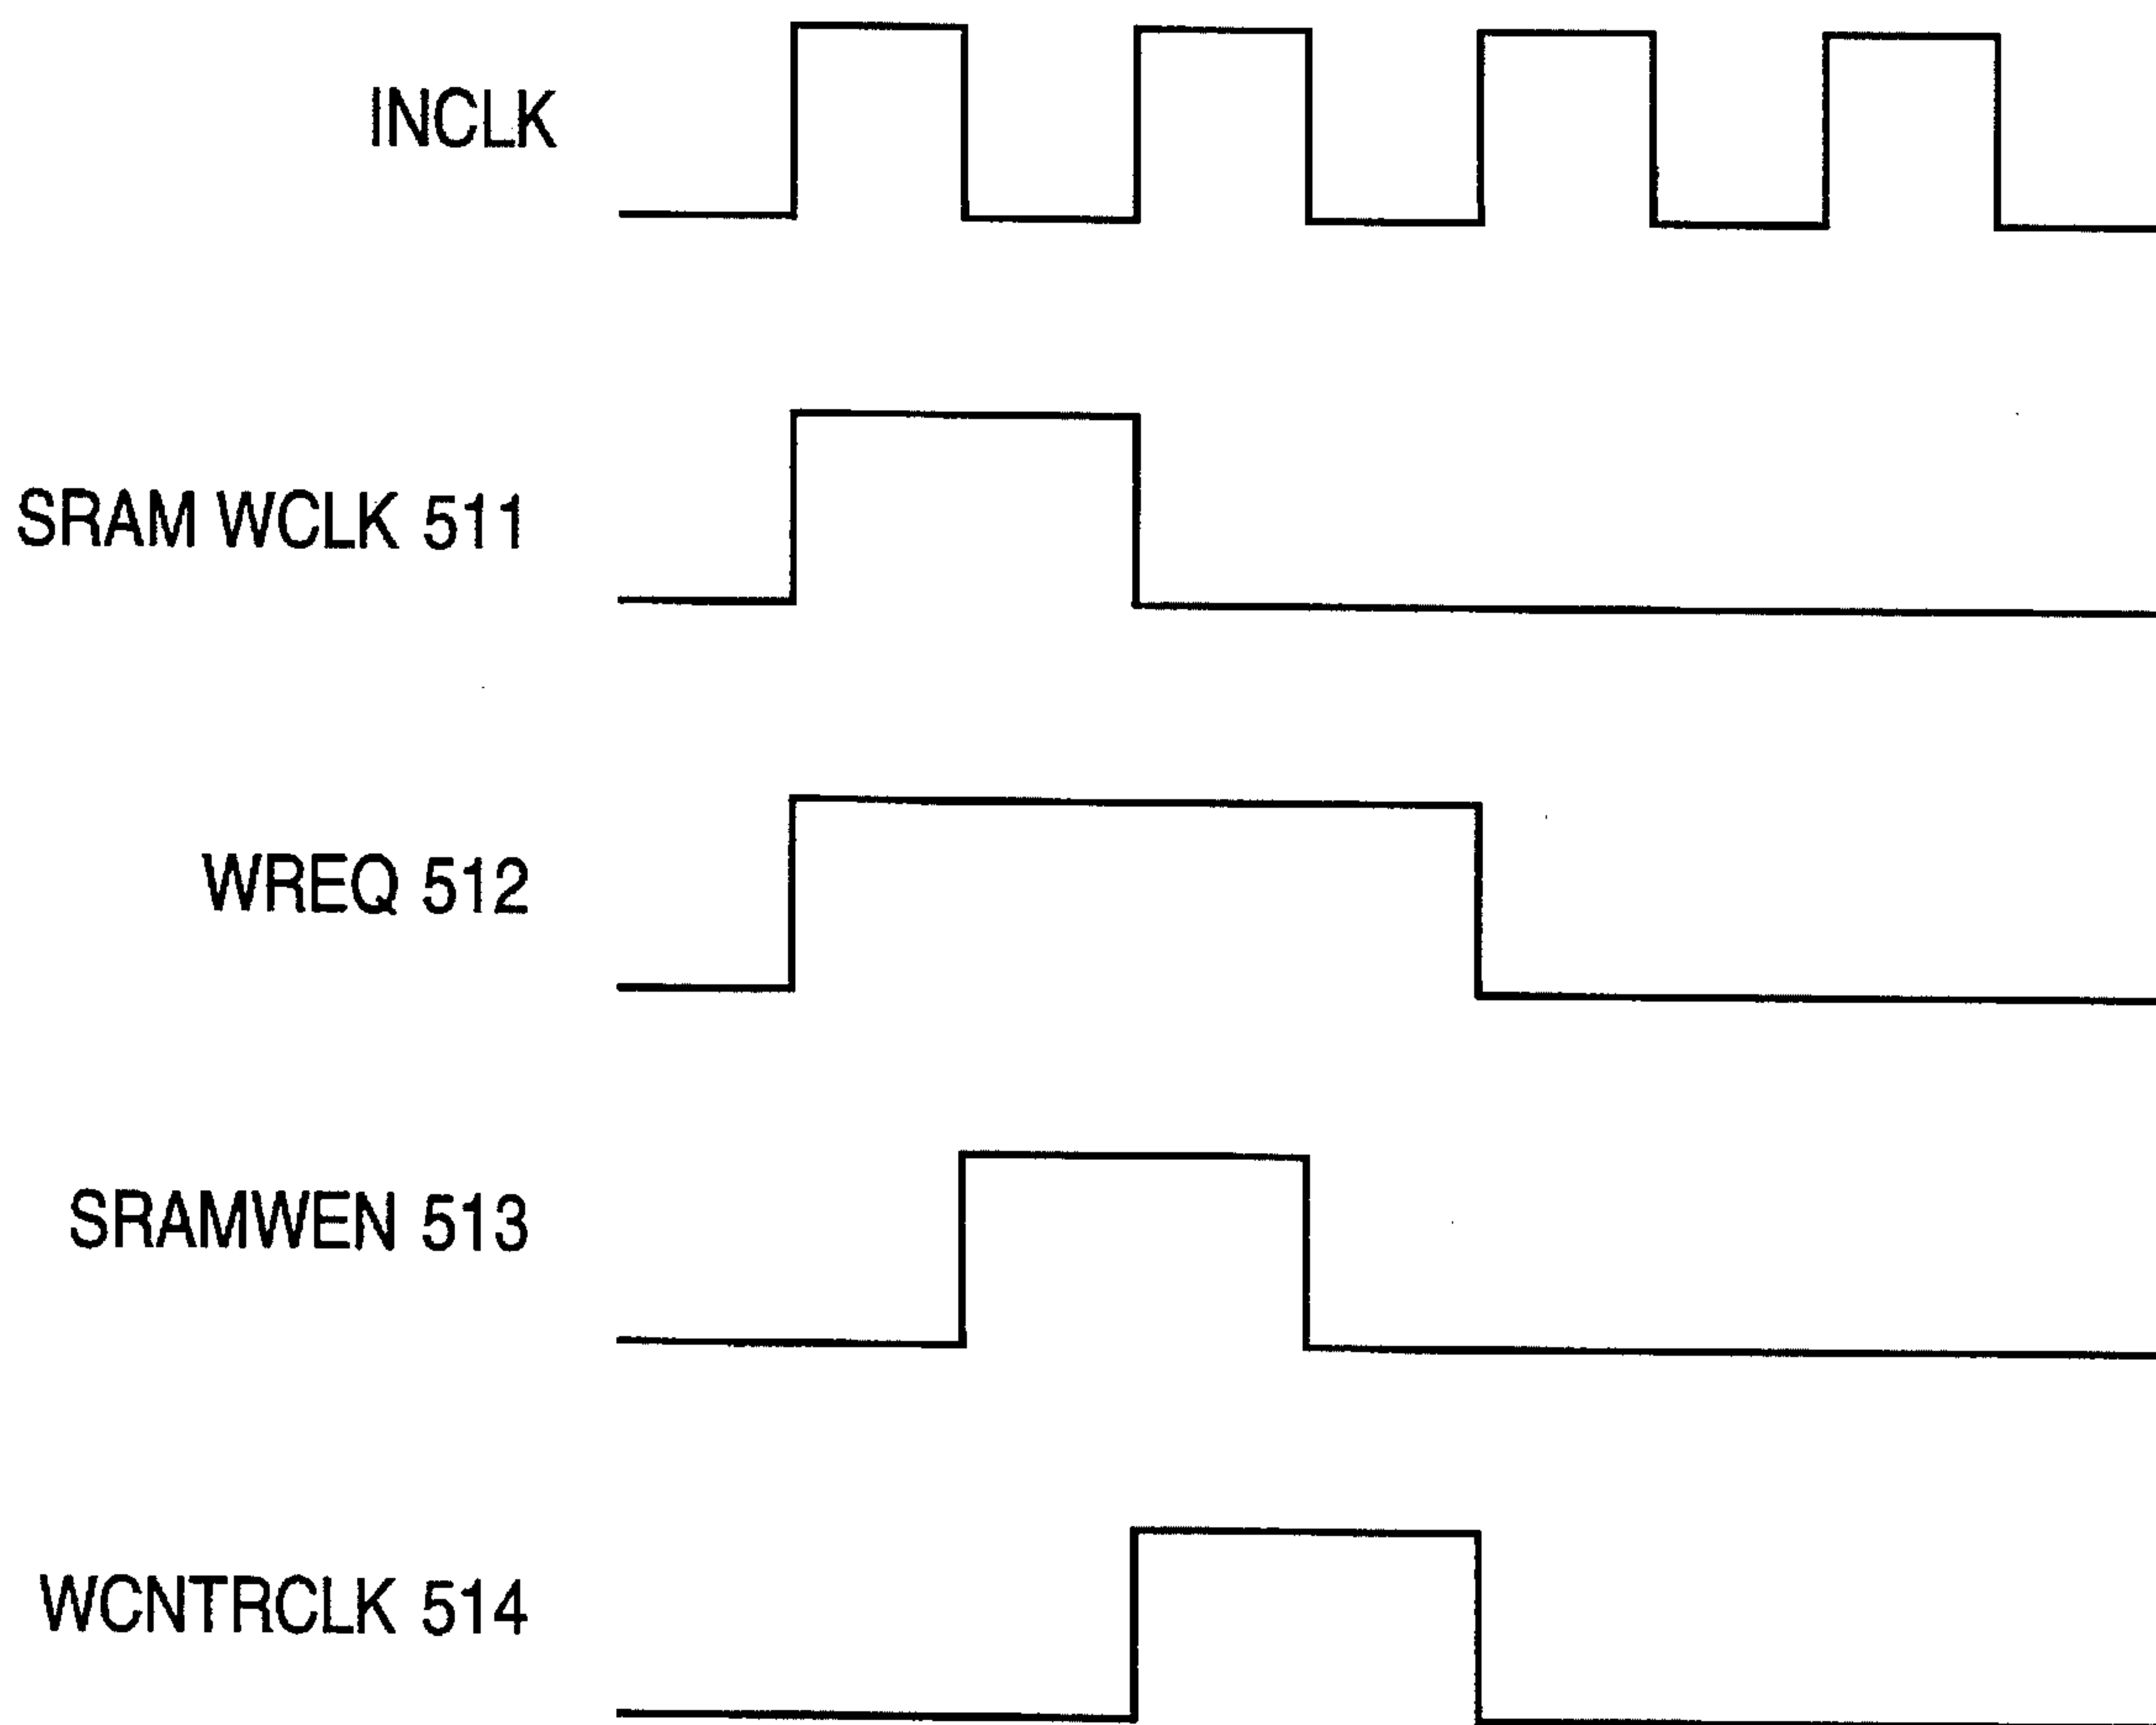 INCLK
SRAM WCLK 511
WREQ 512
SRAMWEN 513
WCNTRCLK 514